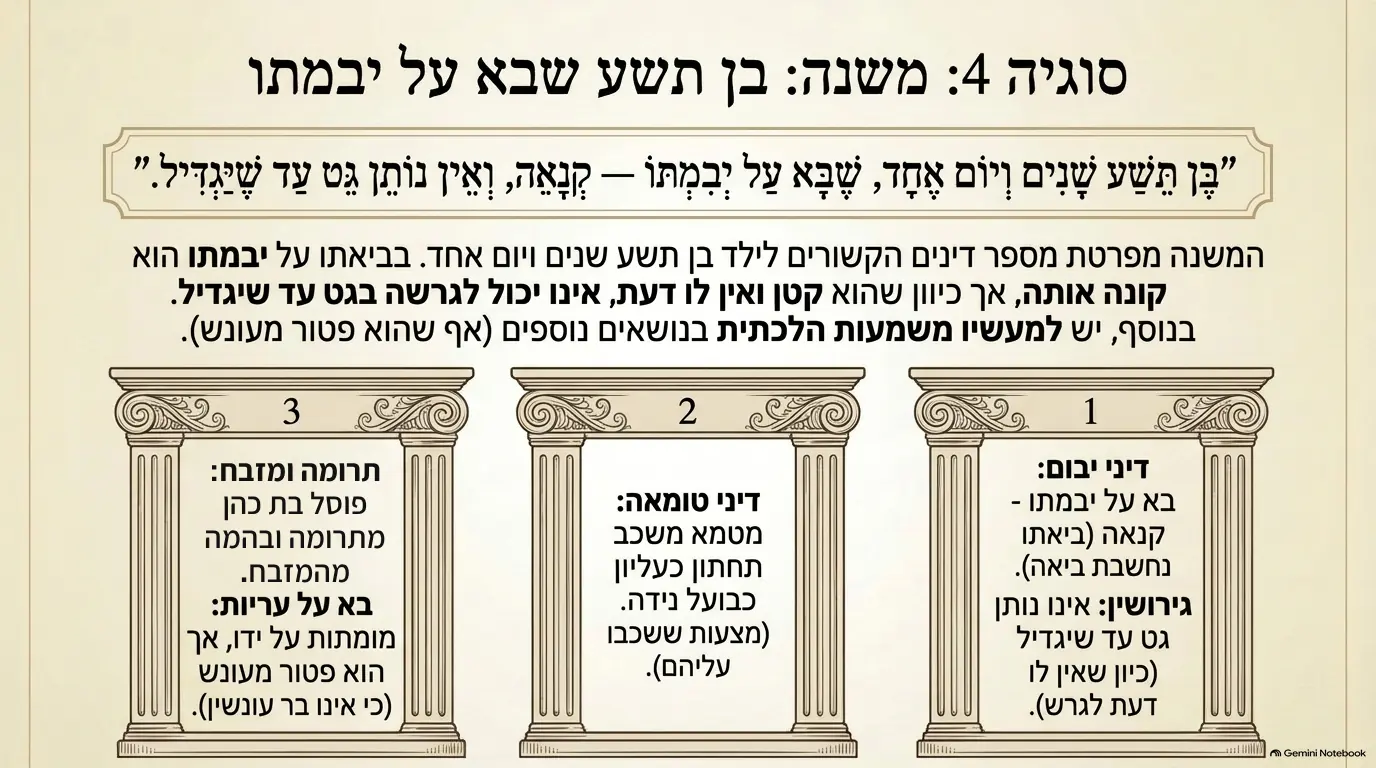 סוגיה 4: משנה: בן תשע שבא על יבמתו
"בֶּן תֵּשַׁע שָׁנִים וְיוֹם אֶחָד, שֶׁבָּא עַל יְבִמְתּוֹ — קְנָאָהּ, וְאֵין נוֹתֵן גֵּט עַד שֶׁיַּגְדִּיל."
המשנה מפרטת מספר דינים הקשורים לילד בן תשע שנים ויום אחד. בביאתו על יבמתו הוא
קונה אותה, אך כיוון שהוא קטן ואין לו דעת, אינו יכול לגרשה בגט עד שיגדיל.
בנוסף, יש למעשיו משמעות הלכתית בנושאים נוספים (אף שהוא פטור מעונש).
1
דיני יבום:
בא על יבמתו -
קנאה (ביאתו
נחשבת ביאה).
גירושין: אינו נותן
גט עד שיגדיל
(כיון שאין לו
דעת לגרש).
2
דיני טומאה:
מטמא משכב
תחתון כעליון
כבועל נידה.
(מצעות ששכבו
עליהם).
3
תרומה ומזבח:
פוסל בת כהן
מתרומה ובהמה
מהמזבח.
בא על עריות:
מומתות על ידו, אך
הוא פטור מעונש
(כי אינו בר עונשין).
Gemini Notebook